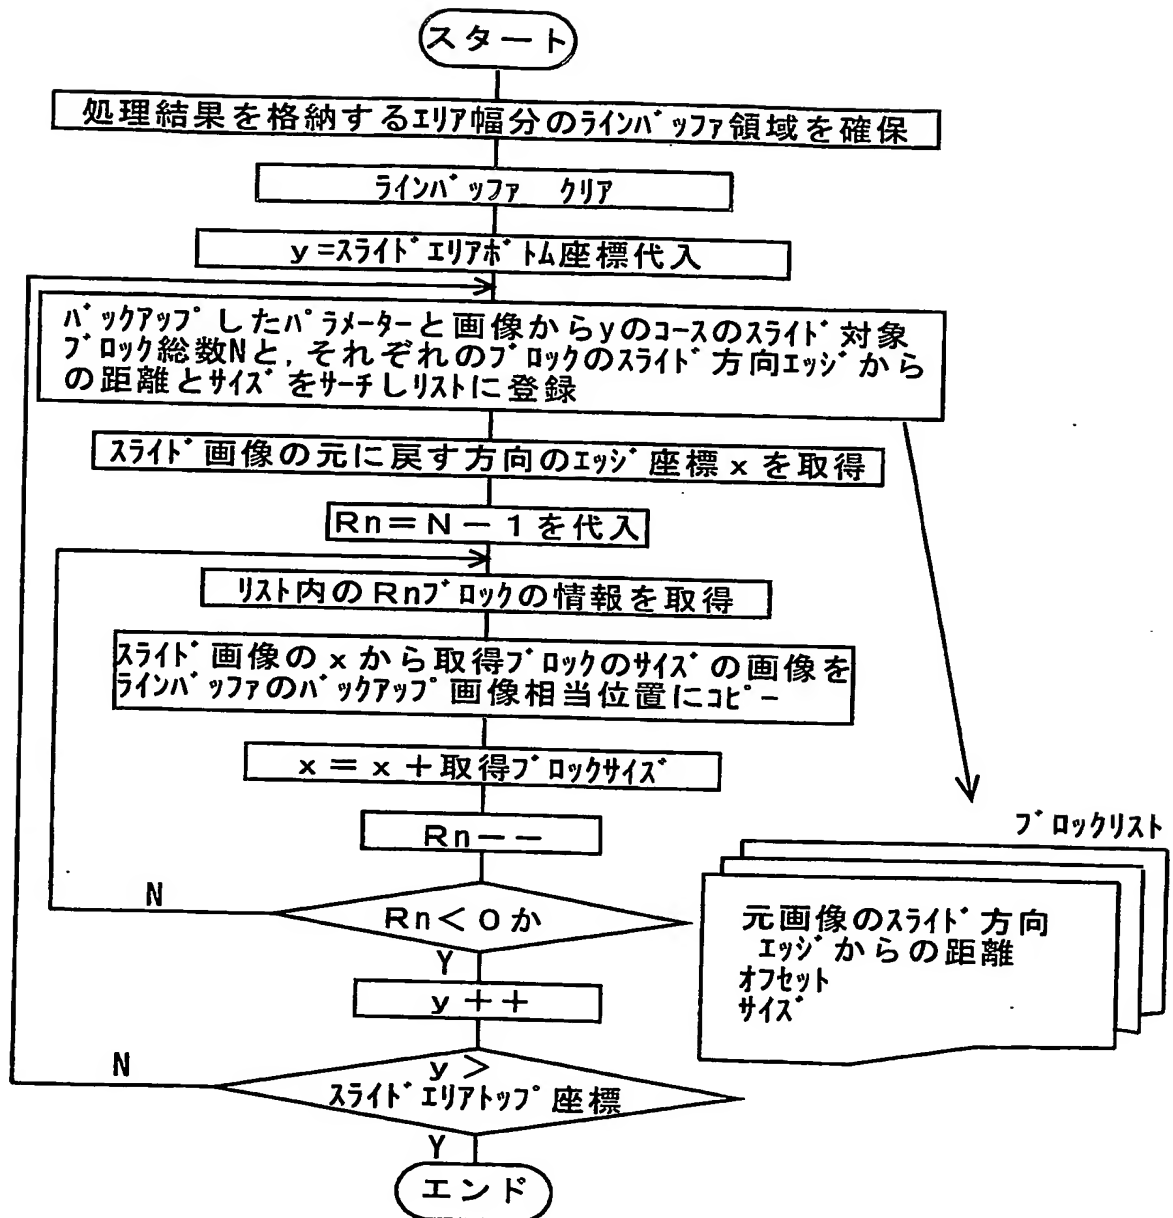 スタート
処理結果を格納するｴﾘｱ幅分のﾗｲﾝﾊﾞｯﾌｧ領域を確保
ﾗｲﾝﾊﾞｯﾌｧ ｸﾘｱ
y=ｽﾗｲﾄﾞｴﾘｱﾎﾞﾄﾑ座標代入
ﾊﾞｯｸｱｯﾌﾟしたﾊﾟﾗﾒｰﾀｰと画像からyのｺｰｽのｽﾗｲﾄﾞ対象
ﾌﾞﾛｯｸ総数Nと,それぞれのﾌﾞﾛｯｸのｽﾗｲﾄﾞ方向ｴｯｼﾞから
の距離とｻｲｽﾞをｻｰﾁしﾘｽﾄに登録
ｽﾗｲﾄﾞ画像の元に戻す方向のｴｯｼﾞ座標xを取得
Rn＝N－1を代入
ﾘｽﾄ内のRnﾌﾞﾛｯｸの情報を取得
ｽﾗｲﾄﾞ画像のxから取得ﾌﾞﾛｯｸのｻｲｽﾞの画像を
ﾗｲﾝﾊﾞｯﾌｧのﾊﾞｯｸｱｯﾌﾟ画像相当位置にｺﾋﾟｰ
x＝x＋取得ﾌﾞﾛｯｸｻｲｽﾞ
Rn－－
N
Rn＜0か
Y
y＋＋
N
y＞
ｽﾗｲﾄﾞｴﾘｱﾄｯﾌﾟ座標
Y
エンド
ﾌﾞﾛｯｸﾘｽﾄ
元画像のｽﾗｲﾄﾞ方向
ｴｯｼﾞからの距離
ｵﾌｾｯﾄ
ｻｲｽﾞ